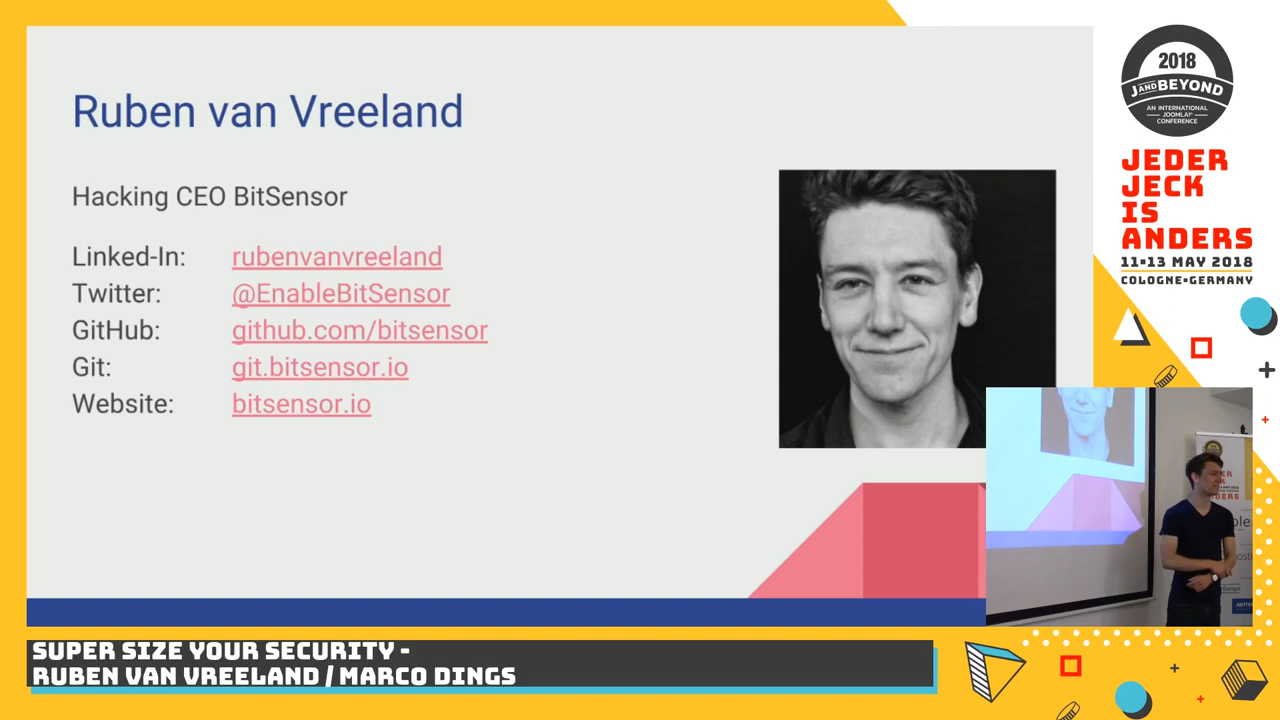 Ruben van Vreeland
Hacking CEO BitSensor
Linked-In: rubenvanvreeland
Twitter: @EnableBitSensor
GitHub: github.com/bitsensor
Git: git.bitsensor.io
Website: bitsensor.io
2018
J AND BEYOND
AN INTERNATIONAL
JOOMLA!®
CONFERENCE
JEDER
JECK
IS
ANDERS
11-13 MAY 2018
COLOGNE GERMANY
SUPER SIZE YOUR SECURITY -
RUBEN VAN VREELAND / MARCO DINGS